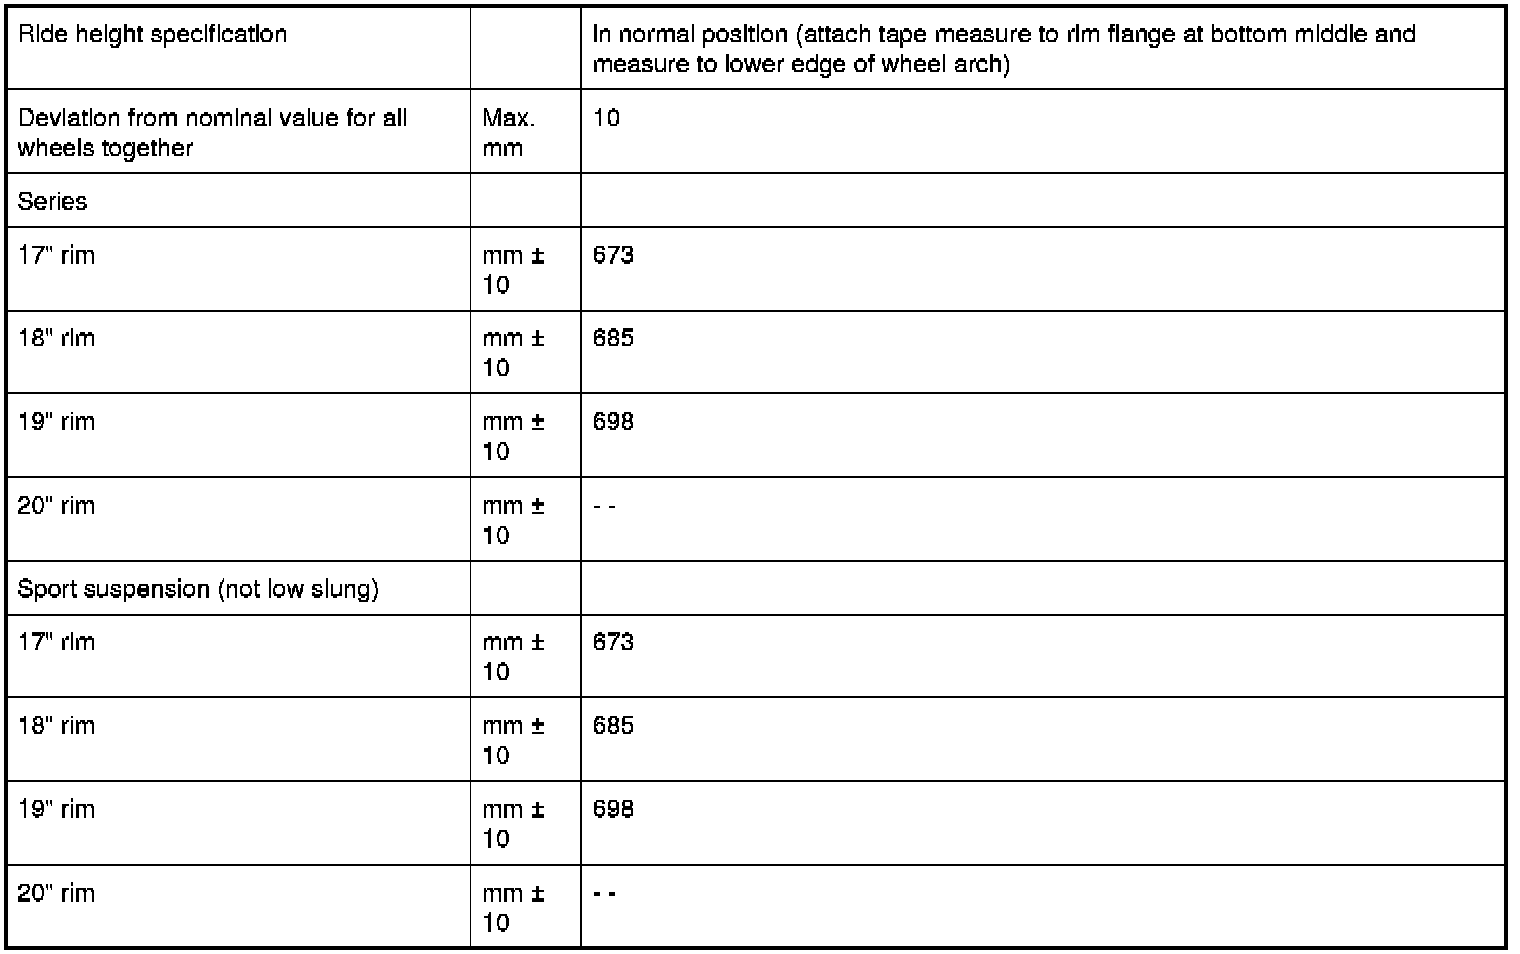 Ride height specification
In normal position (attach tape measure to rim flange at bottom middle and
measure to lower edge of wheel arch)
Deviation from nominal value for all
wheels together
Max.
mm
10
Series
17" rim
mm ±
10
673
18" rim
mm ±
10
685
19" rim
mm ±
10
698
20" rim
mm ±
10
- -
Sport suspension (not low slung)
17" rim
mm ±
10
673
18" rim
mm ±
10
685
19" rim
mm ±
10
698
20" rim
mm ±
10
- -